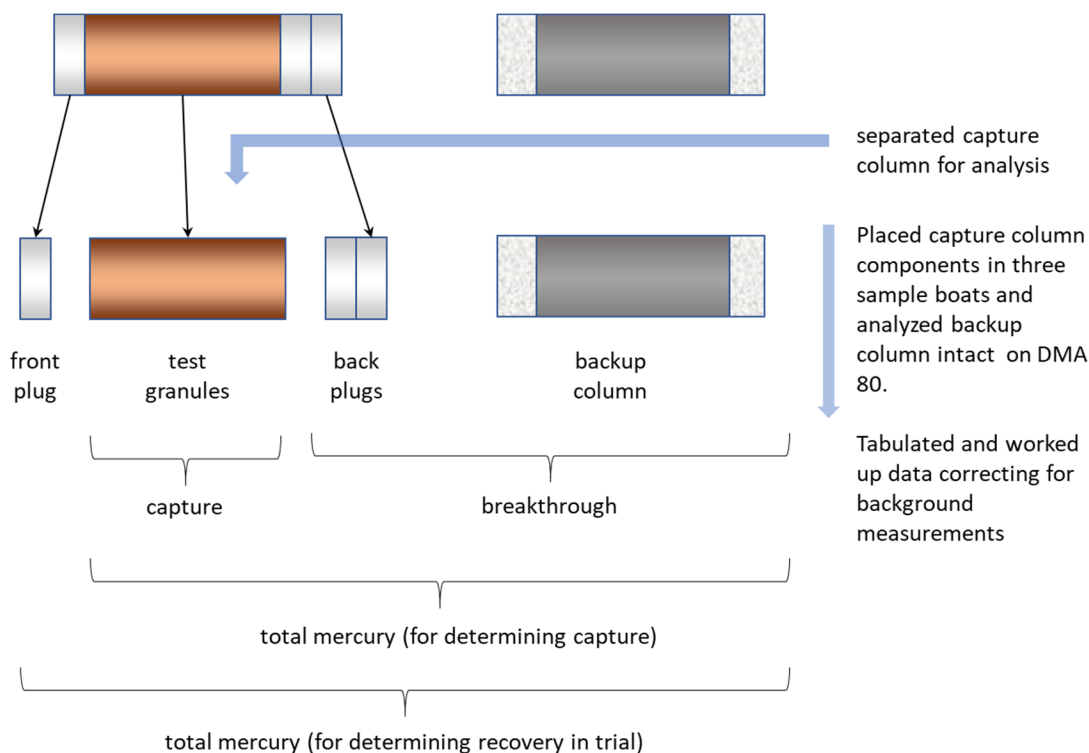 separated capture
column for analysis
Placed capture column
components in three
sample boats and
analyzed backup
column intact on DMA
80.
front
plug
test
granules
back
plugs
backup
column
Tabulated and worked
up data correcting for
background
measurements
capture
breakthrough
total mercury (for determining capture)
total mercury (for determining recovery in trial)